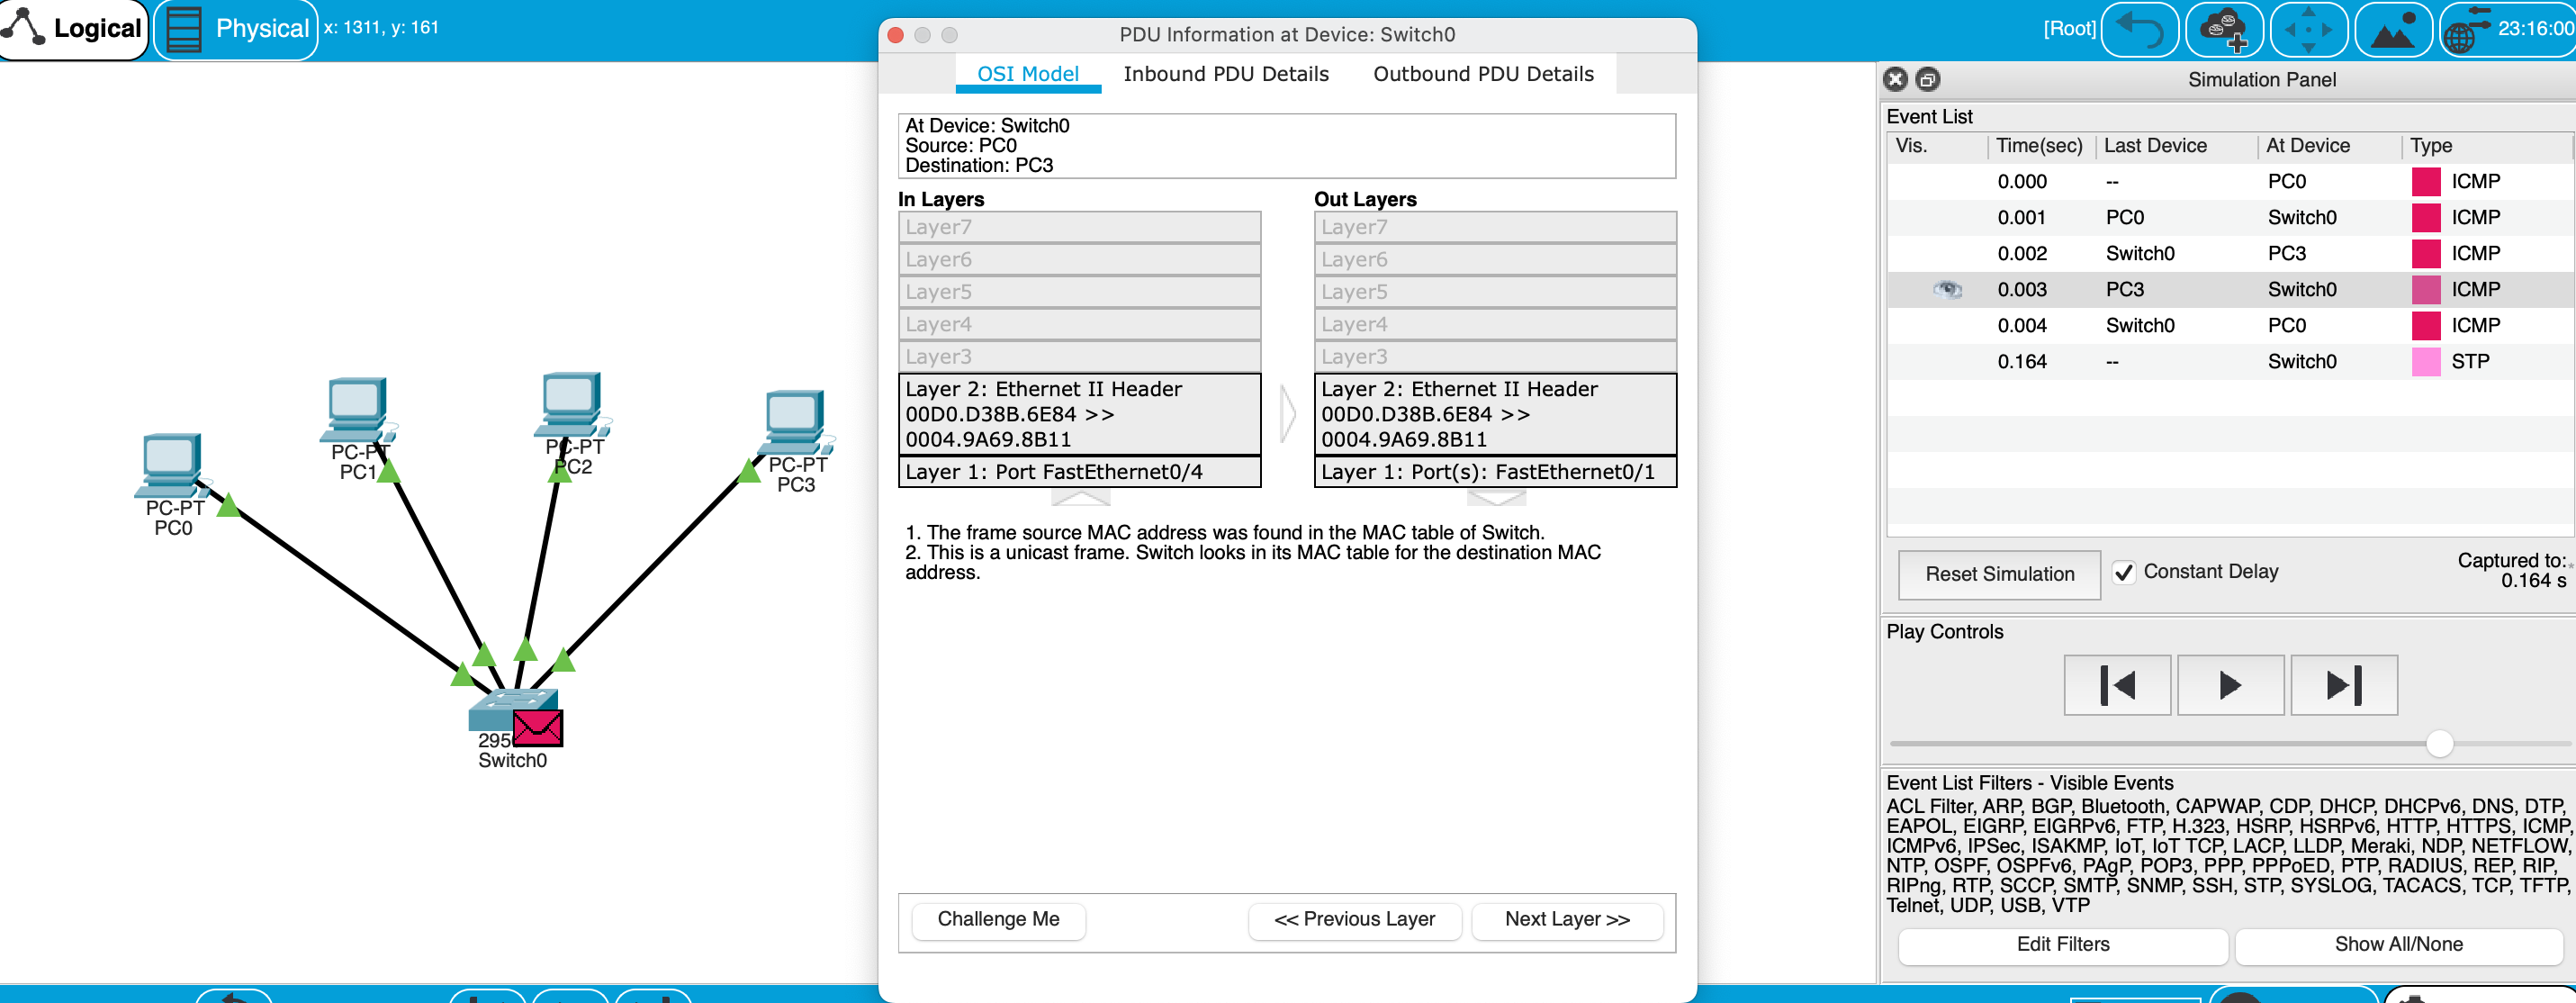 Logical
Physical
x: 1311, y: 161
[Root]
23:16:00
PDU Information at Device: Switch0
OSI Model
Inbound PDU Details
Outbound PDU Details
At Device: Switch0
Source: PC0
Destination: PC3
In Layers
Out Layers
Layer7
Layer7
Layer6
Layer6
Layer5
Layer5
Layer4
Layer4
Layer3
Layer3
Layer 2: Ethernet II Header
00D0.D38B.6E84 >>
0004.9A69.8B11
Layer 2: Ethernet II Header
00D0.D38B.6E84 >>
0004.9A69.8B11
Layer 1: Port FastEthernet0/4
Layer 1: Port(s): FastEthernet0/1
1. The frame source MAC address was found in the MAC table of Switch.
2. This is a unicast frame. Switch looks in its MAC table for the destination MAC
address.
Challenge Me
<< Previous Layer
Next Layer >>
PC-PT
PC0
PC-PT
PC1
PC-PT
PC2
PC-PT
PC3
295
Switch0
Simulation Panel
Event List
Vis. Time(sec) Last Device At Device Type
0.000 -- PC0 ICMP
0.001 PC0 Switch0 ICMP
0.002 Switch0 PC3 ICMP
0.003 PC3 Switch0 ICMP
0.004 Switch0 PC0 ICMP
0.164 -- Switch0 STP
Reset Simulation
Constant Delay
Captured to:
0.164 s
Play Controls
Event List Filters - Visible Events
ACL Filter, ARP, BGP, Bluetooth, CAPWAP, CDP, DHCP, DHCPv6, DNS, DTP,
EAPOL, EIGRP, EIGRPv6, FTP, H.323, HSRP, HSRPv6, HTTP, HTTPS, ICMP,
ICMPv6, IPSec, ISAKMP, IoT, IoT TCP, LACP, LLDP, Meraki, NDP, NETFLOW,
NTP, OSPF, OSPFv6, PAgP, POP3, PPP, PPPoED, PTP, RADIUS, REP, RIP,
RIPng, RTP, SCCP, SMTP, SNMP, SSH, STP, SYSLOG, TACACS, TCP, TFTP,
Telnet, UDP, USB, VTP
Edit Filters
Show All/None